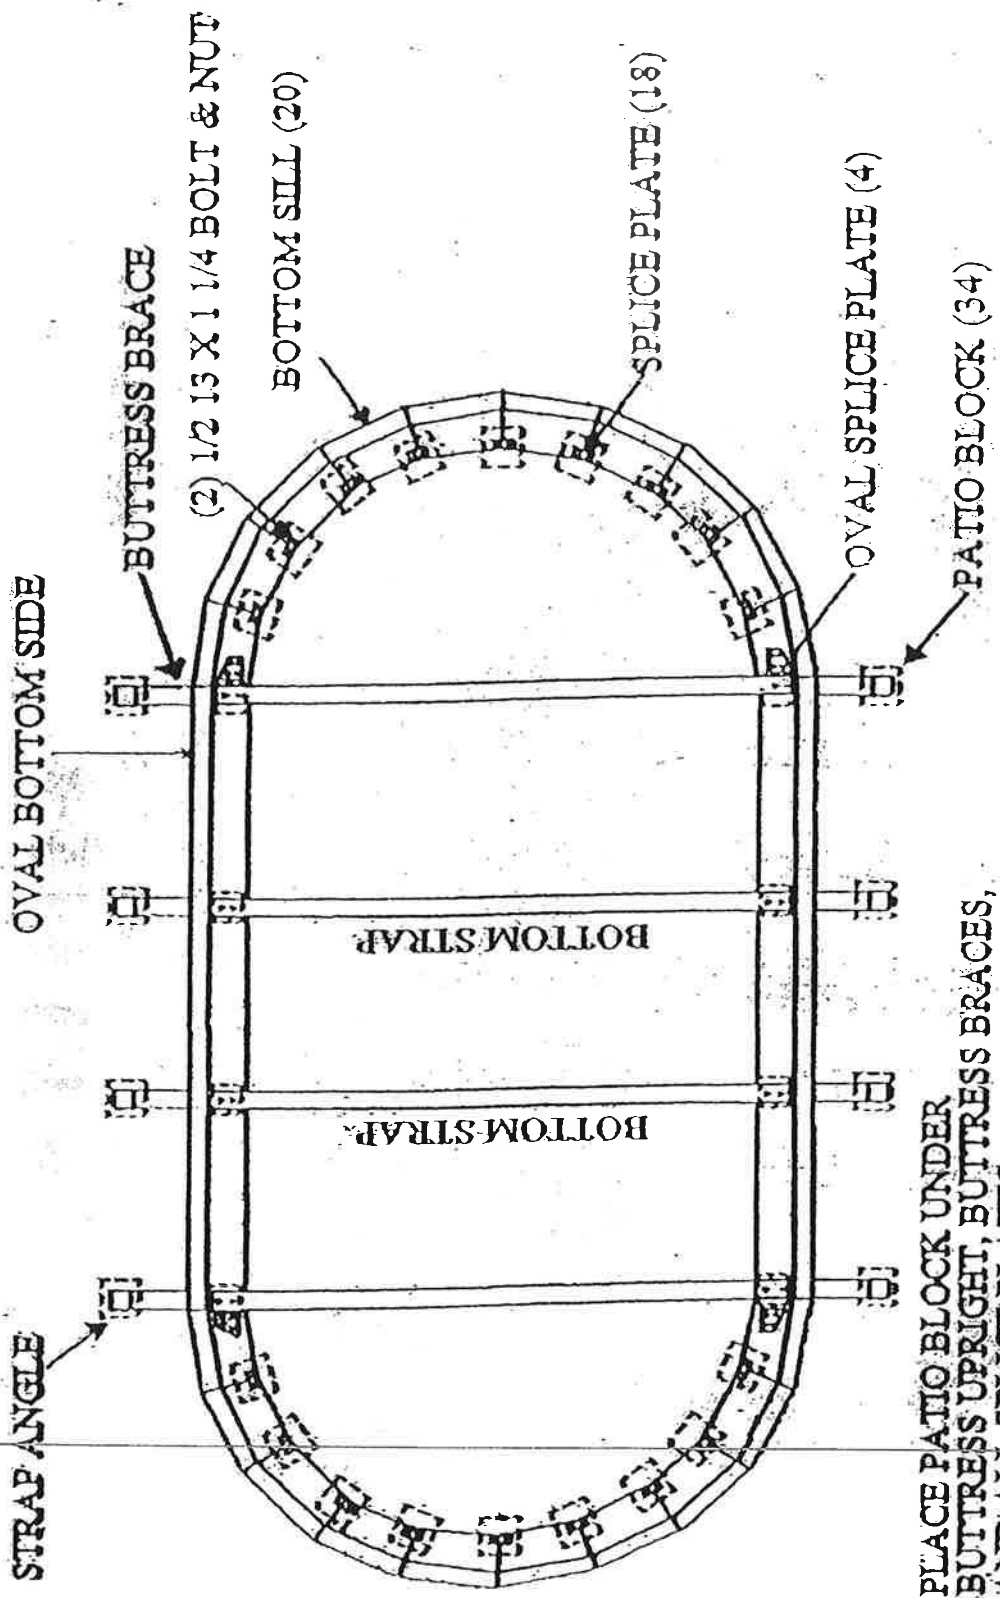 OVAL BOTTOM SIDE
BUTTRESS BRACE
(2) 1/2 13 X 1 1/4 BOLT & NUT
BOTTOM SILL (20)
STRAP ANGLE
BOTTOM STRAP
BOTTOM STRAP
SPLICE PLATE (18)
OVAL SPLICE PLATE (4)
PATIO BLOCK (34)
PLACE PATIO BLOCK UNDER
BUTTRESS UPRIGHT, BUTTRESS BRACES,